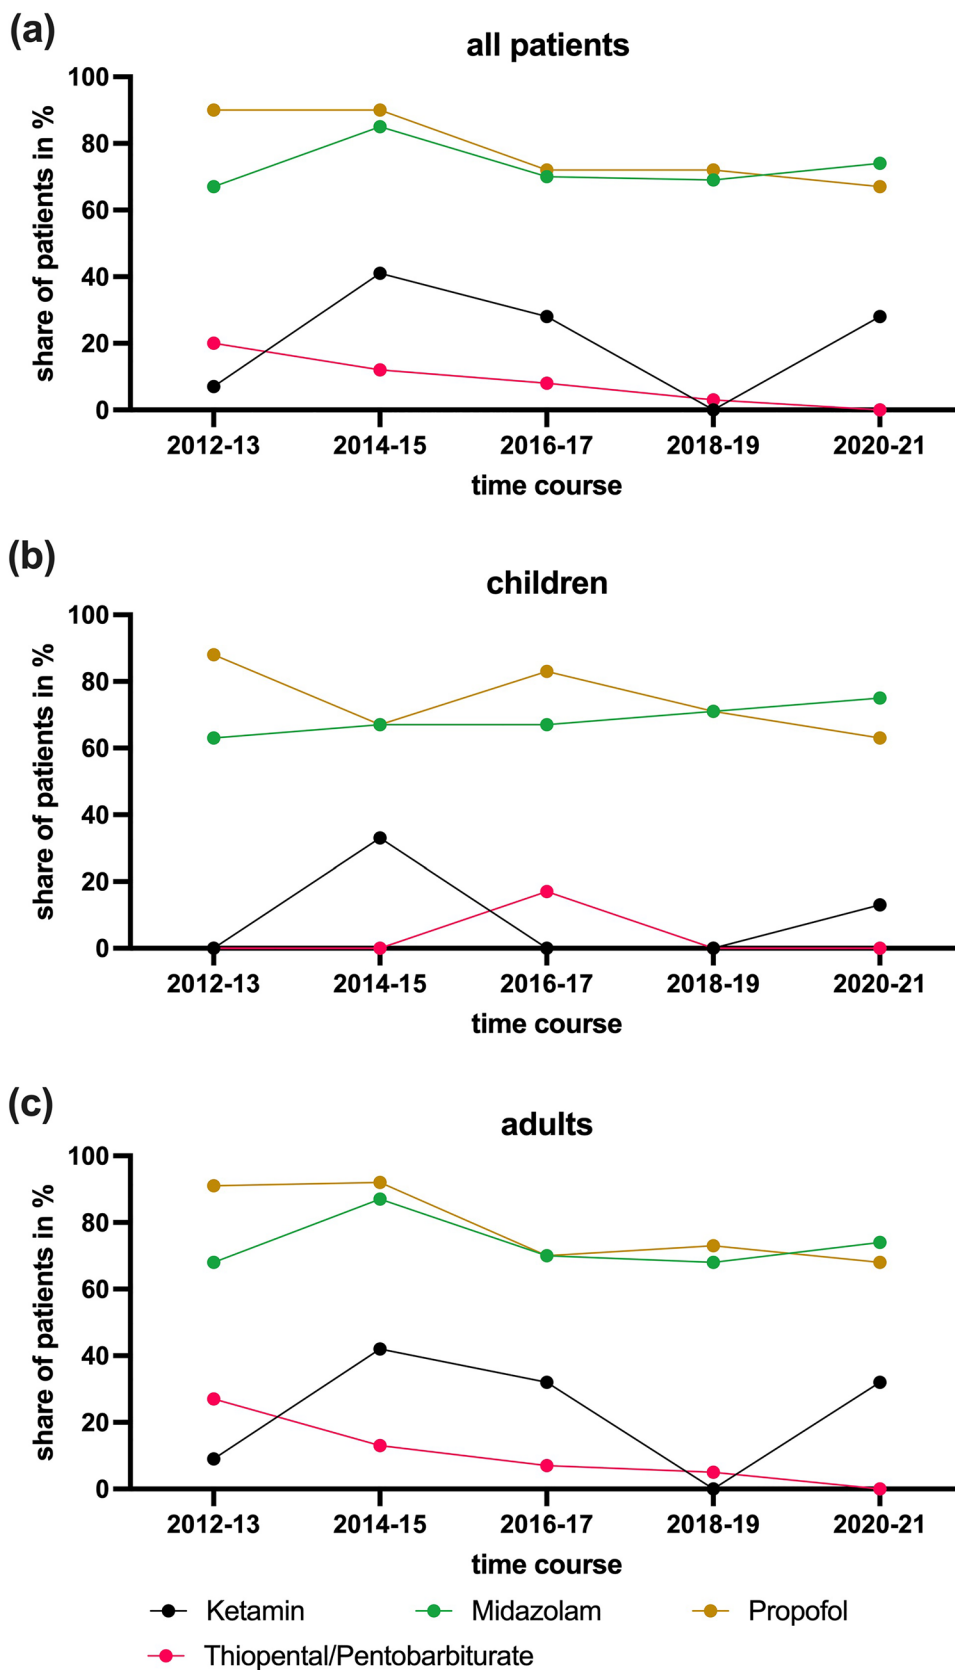 (a)
all patients
share of patients in %
100
80
60
40
20
0
2012-13 2014-15 2016-17 2018-19 2020-21
time course
(b)
children
share of patients in %
100
80
60
40
20
0
2012-13 2014-15 2016-17 2018-19 2020-21
time course
(c)
adults
share of patients in %
100
80
60
40
20
0
2012-13 2014-15 2016-17 2018-19 2020-21
time course
Ketamin Midazolam Propofol
Thiopental/Pentobarbiturate